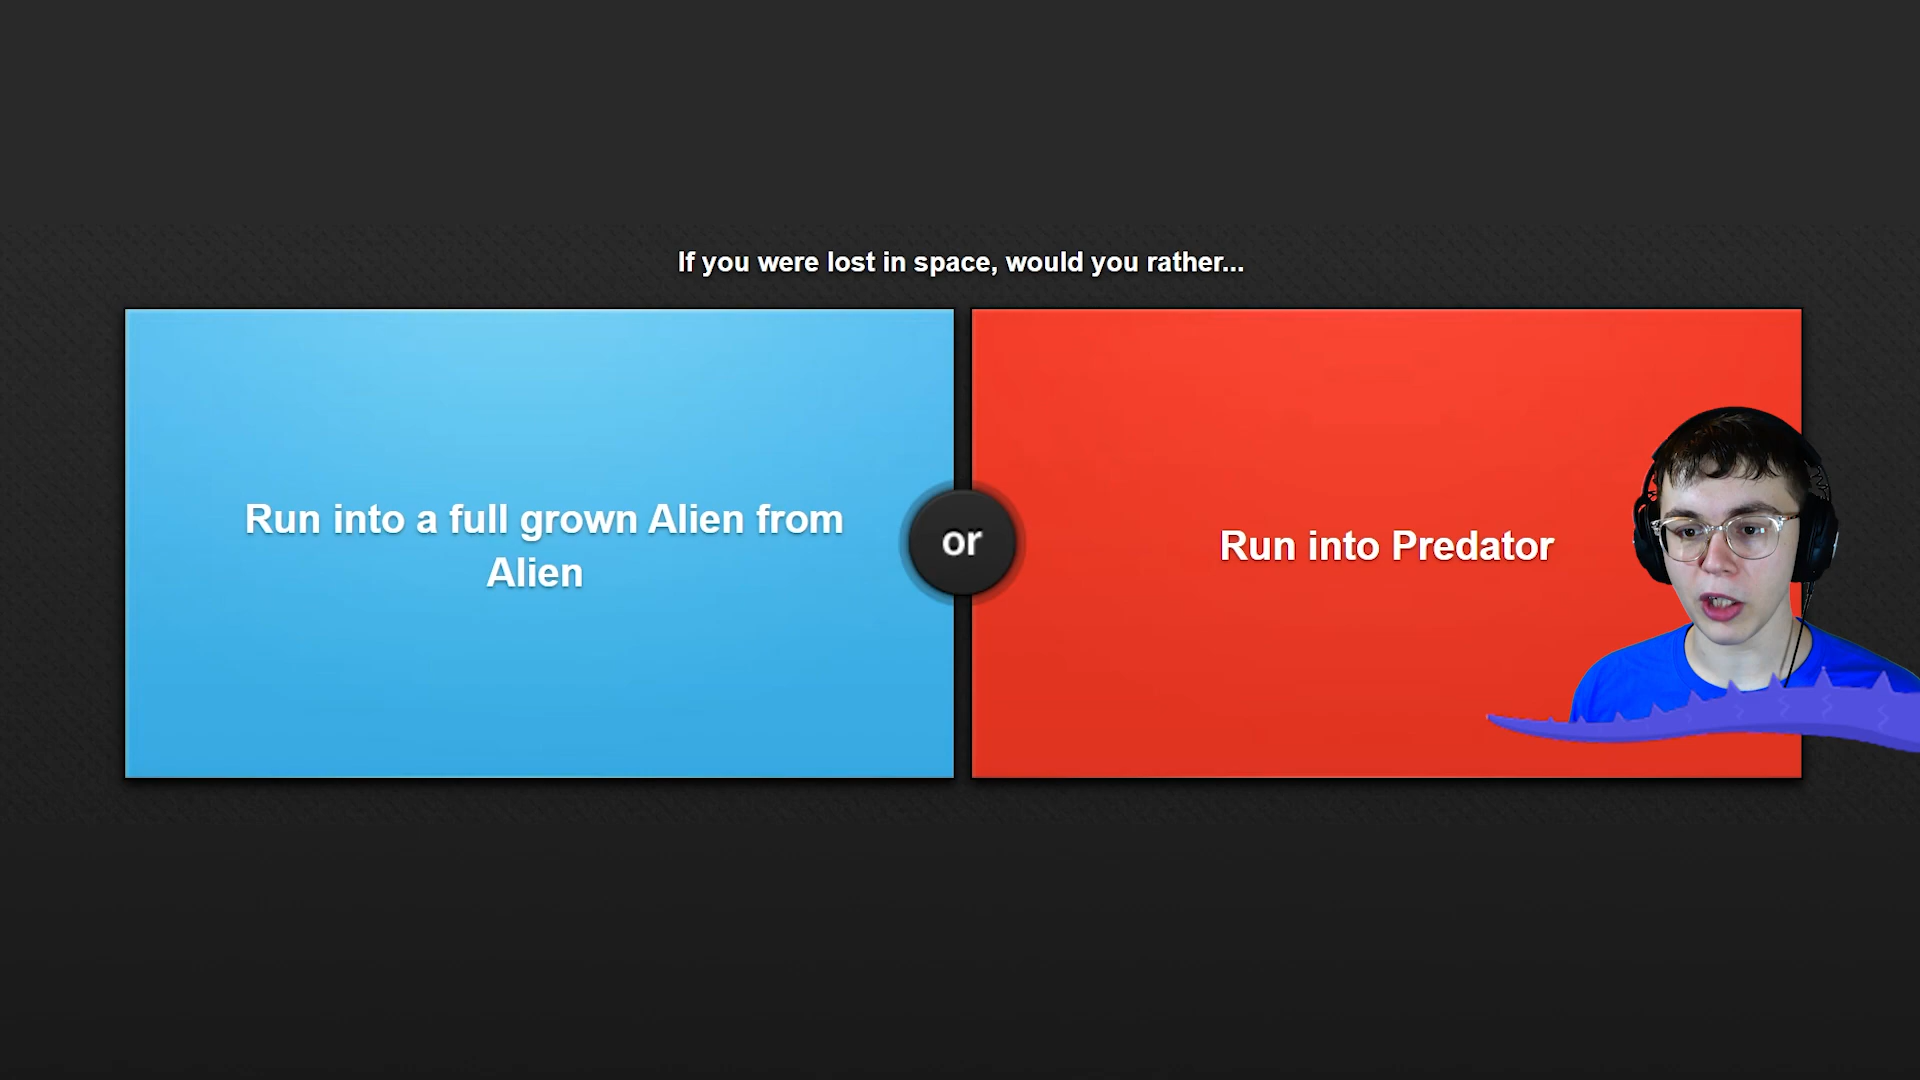 If you were lost in space, would you rather...
Run into a full grown Alien from
Alien
or
Run into Predator